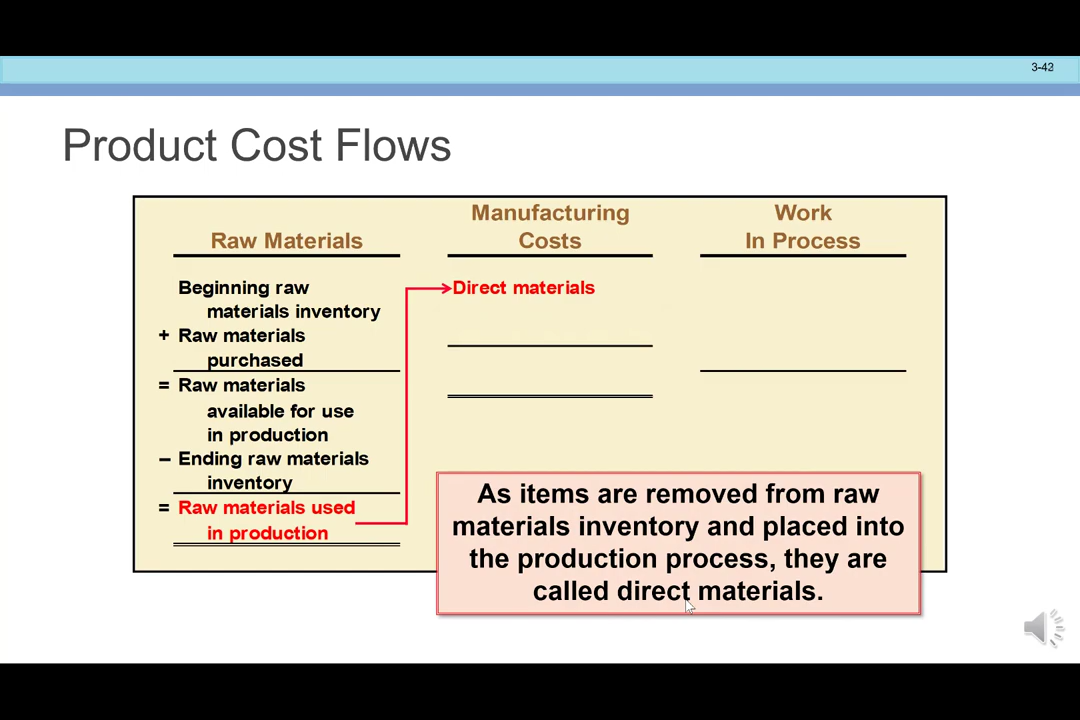 3-42
Product Cost Flows
Raw Materials
Beginning raw
materials inventory
+ Raw materials
purchased
= Raw materials
available for use
in production
– Ending raw materials
inventory
= Raw materials used
in production
Manufacturing
Costs
Direct materials
Work
In Process
As items are removed from raw
materials inventory and placed into
the production process, they are
called direct materials.